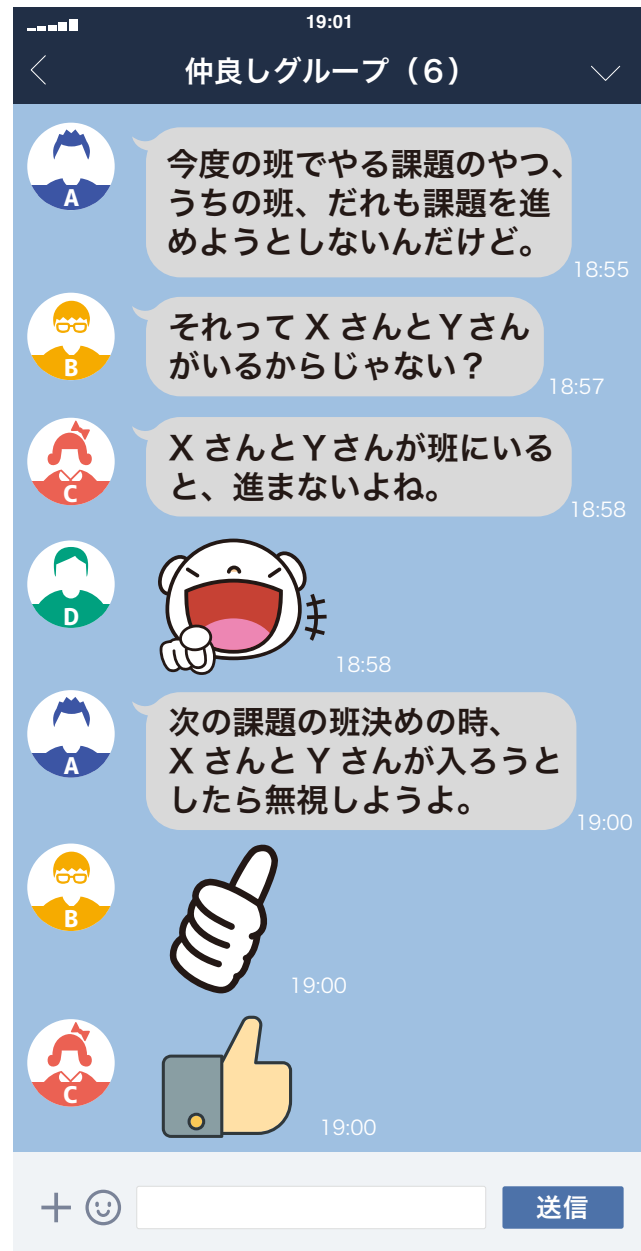 19:01
仲良しグループ（6）
A
今度の班でやる課題のやつ、
うちの班、だれも課題を進
めようとしないんだけど。
18:55
B
それって X さんとYさん
がいるからじゃない？
18:57
C
X さんとYさんが班にいる
と、進まないよね。
18:58
D
18:58
A
次の課題の班決めの時、
X さんと Y さんが入ろうと
したら無視しようよ。
19:00
B
19:00
C
19:00
送信